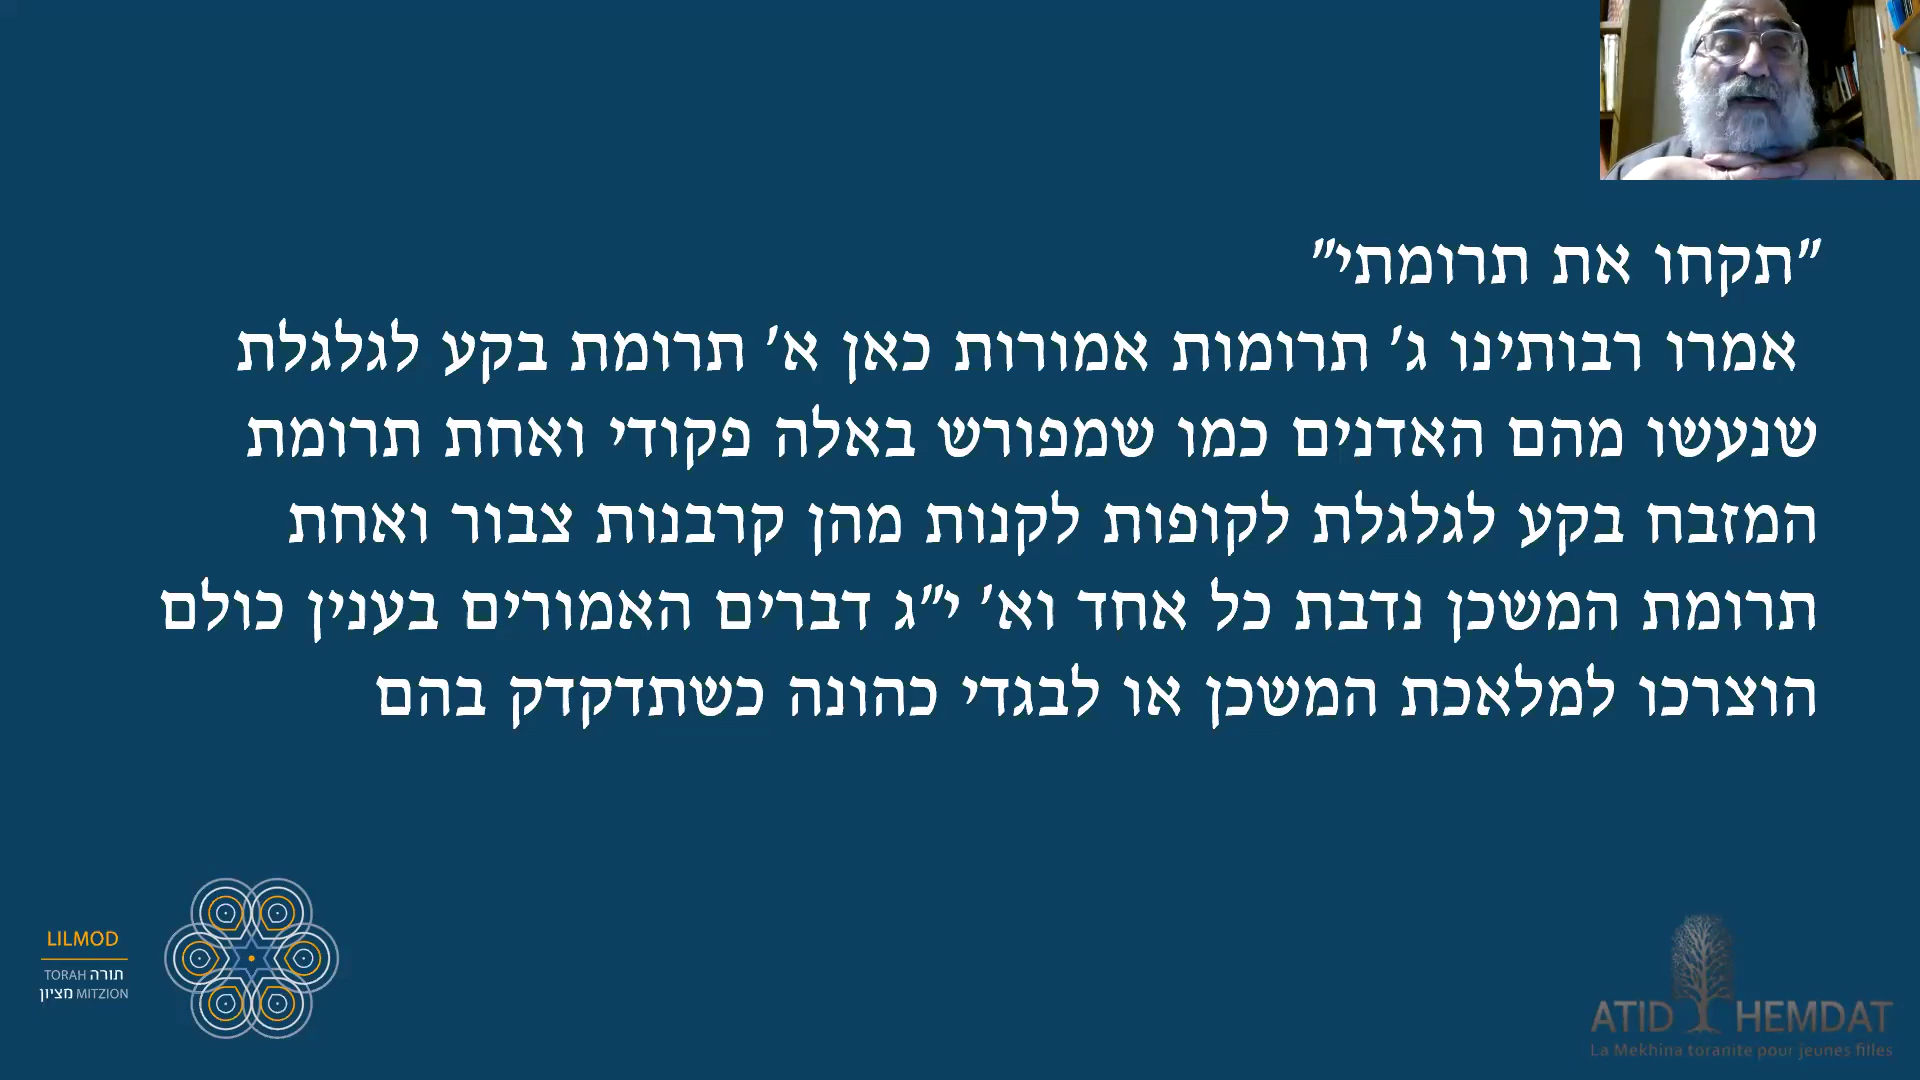 "תקחו את תרומתי"
אמרו רבותינו ג' תרומות אמורות כאן א' תרומת בקע לגלגלת
שנעשו מהם האדנים כמו שמפורש באלה פקודי ואחת תרומת
המזבח בקע לגלגלת לקופות לקנות מהן קרבנות צבור ואחת
תרומת המשכן נדבת כל אחד וא' י"ג דברים האמורים בענין כולם
הוצרכו למלאכת המשכן או לבגדי כהונה כשתדקדק בהם
LILMOD
TORAH תורה
מציון MITZION
ATID HEMDAT
La Mekhina toranite pour jeunes filles